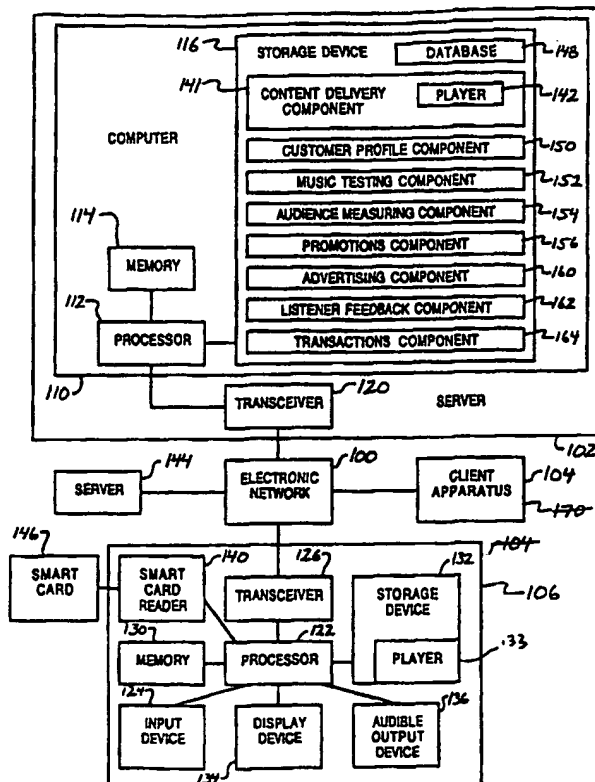 116
STORAGE DEVICE
DATABASE
148
141
CONTENT DELIVERY
COMPONENT
PLAYER
142
COMPUTER
CUSTOMER PROFILE COMPONENT
150
MUSIC TESTING COMPONENT
152
114
AUDIENCE MEASURING COMPONENT
154
MEMORY
PROMOTIONS COMPONENT
156
ADVERTISING COMPONENT
160
112
LISTENER FEEDBACK COMPONENT
162
PROCESSOR
TRANSACTIONS COMPONENT
164
110
120
TRANSCEIVER
SERVER
102
144
100
SERVER
ELECTRONIC
NETWORK
CLIENT
APPARATUS
104
170
146
140
126
132
104
SMART
CARD
SMART
CARD
READER
TRANSCEIVER
STORAGE
DEVICE
106
130
122
MEMORY
PROCESSOR
PLAYER
133
124
136
INPUT
DEVICE
DISPLAY
DEVICE
AUDIBLE
OUTPUT
DEVICE
134